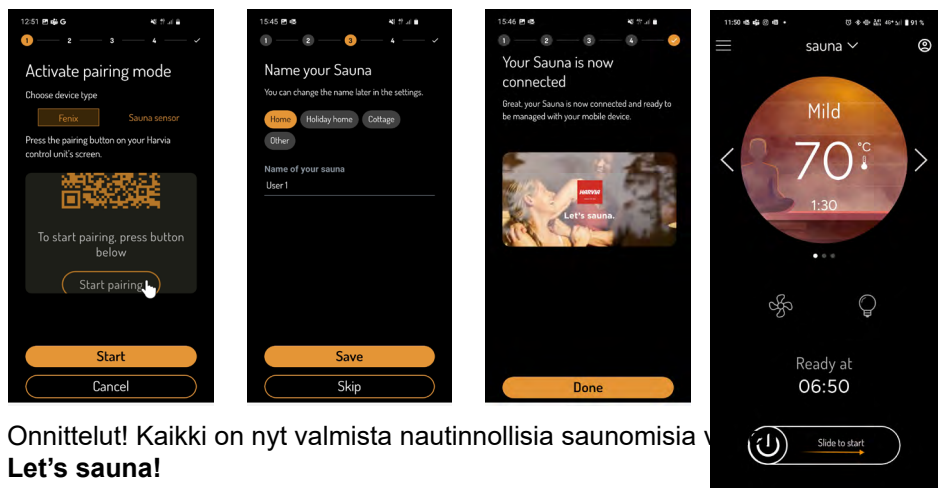 12:51 G
1 2 3 4
Activate pairing mode
Choose device type
Fenix Sauna sensor
Press the pairing button on your Harvia
control unit's screen.
To start pairing, press button
below
Start pairing
Start
Cancel
15:45
1 2 3 4
Name your Sauna
You can change the name later in the settings.
Home Holiday home Cottage
Other
Name of your sauna
User 1
Save
Skip
15:46
1 2 3 4
Your Sauna is now
connected
Great, your Sauna is now connected and ready to
be managed with your mobile device.
HARVIA
Let's sauna.
Done
11:50 91 %
sauna
Mild
70 °C
1:30
Ready at
06:50
Slide to start
Onnittelut! Kaikki on nyt valmista nautinnollisia saunomisia
Let's sauna!